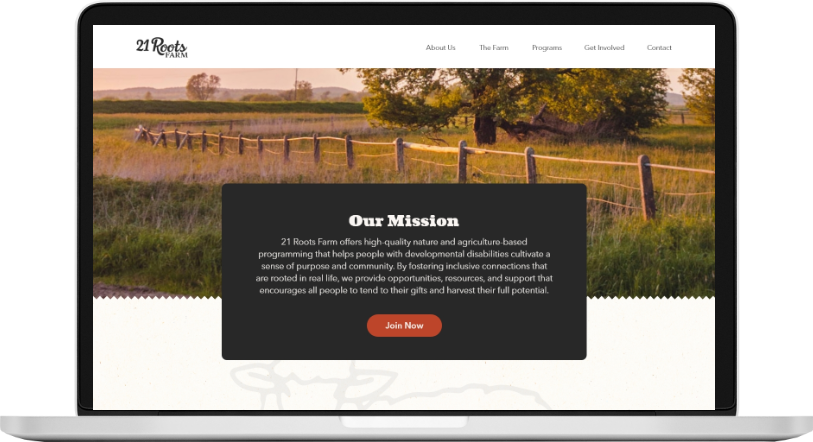 21 Roots
FARM
About Us
The Farm
Programs
Get Involved
Contact
Our Mission
21 Roots Farm offers high-quality nature and agriculture-based
programming that helps people with developmental disabilities cultivate a
sense of purpose and community. By fostering inclusive connections that
are rooted in real life, we provide opportunities, resources, and support that
encourages all people to tend to their gifts and harvest their full potential.
Join Now